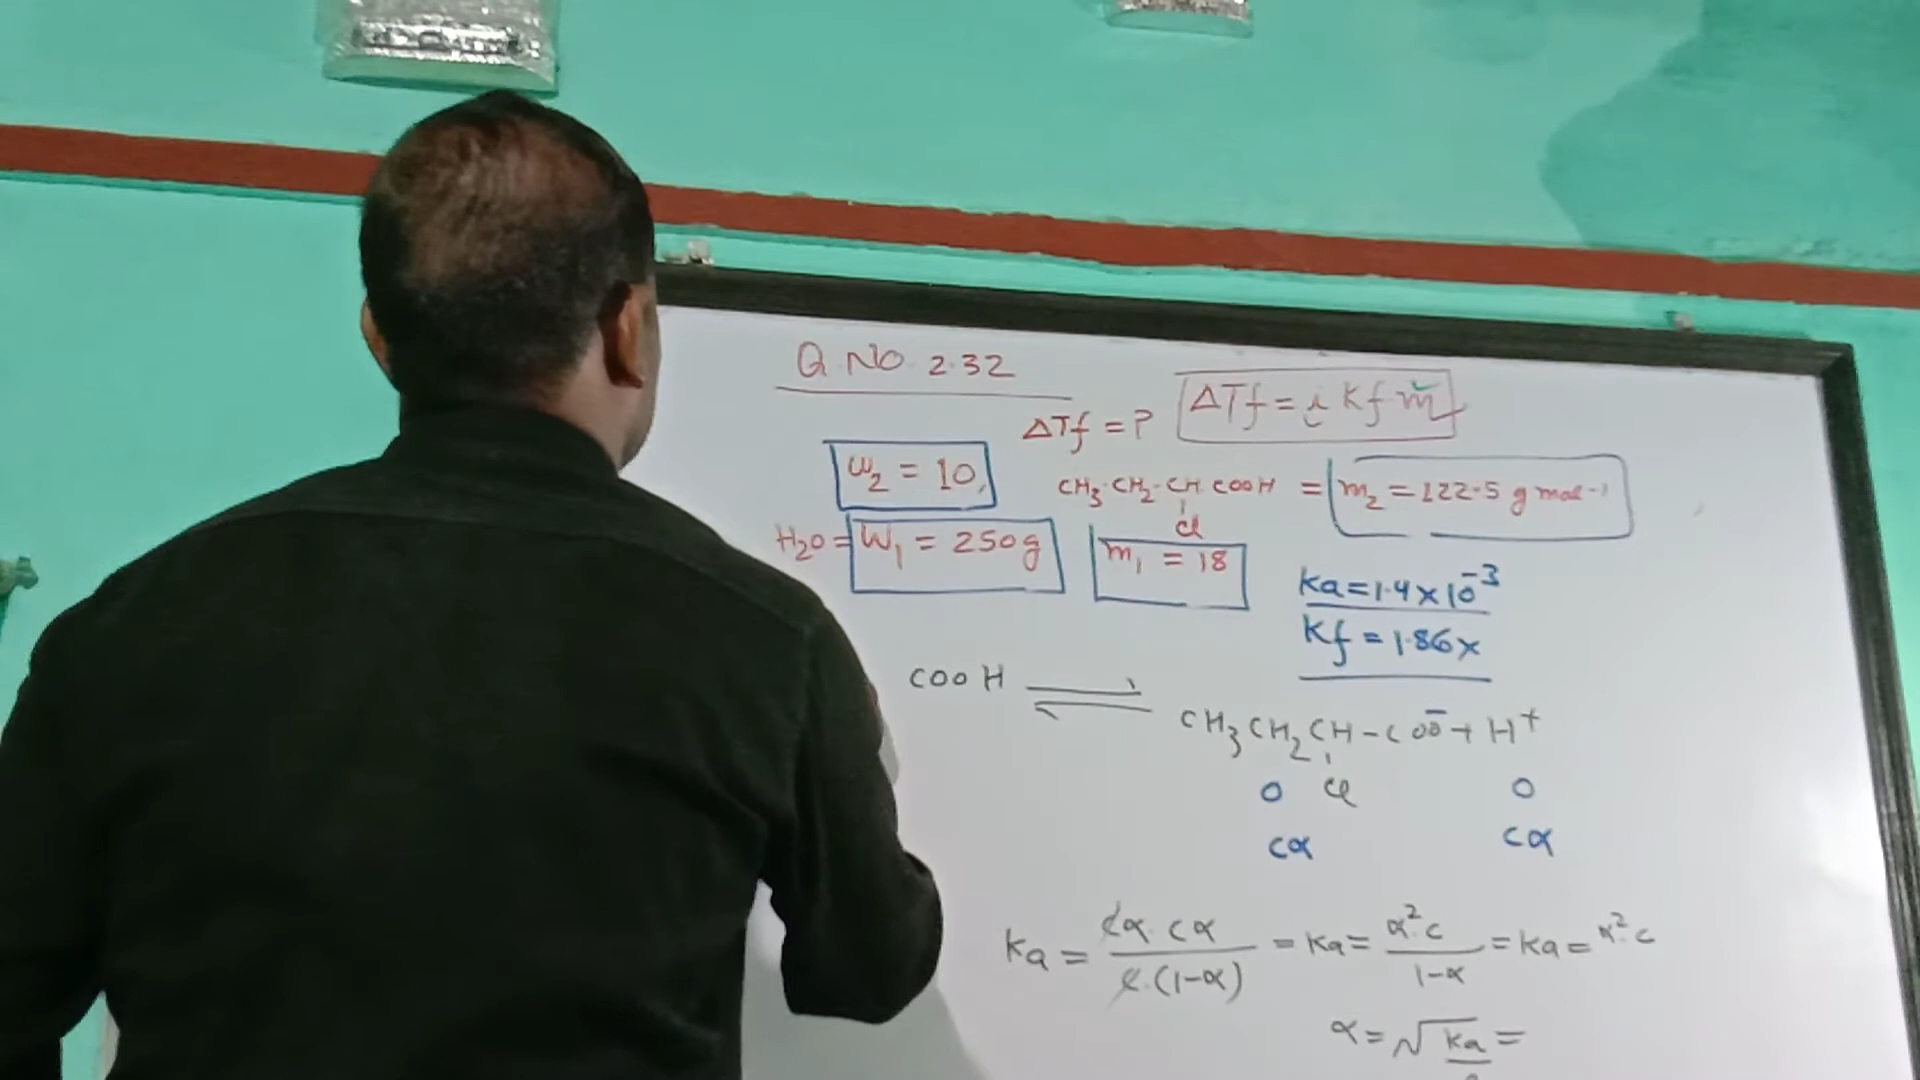 Q. NO. 2.32
ΔTf = ? ΔTf = i Kf m
w₂ = 10, CH₃-CH₂-CH COOH = m₂ = 122.5 g mol⁻¹
Cl
H₂O = W₁ = 250g m₁ = 18
Ka = 1.4 x 10⁻³
Kf = 1.86 x
COOH ⇌ CH₃CH₂CH-COO⁻ + H⁺
Cl
0 0
cα cα
Ka = cα.cα / c.(1-α) = Ka = α²c / 1-α = Ka = α²c
α = √Ka =